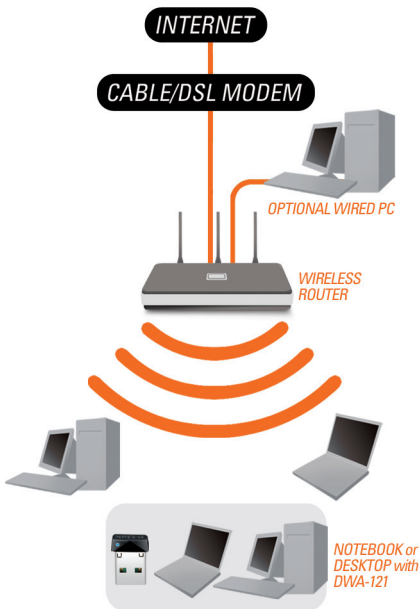 INTERNET
CABLE/DSL MODEM
OPTIONAL WIRED PC
WIRELESS
ROUTER
NOTEBOOK or
DESKTOP with
DWA-121